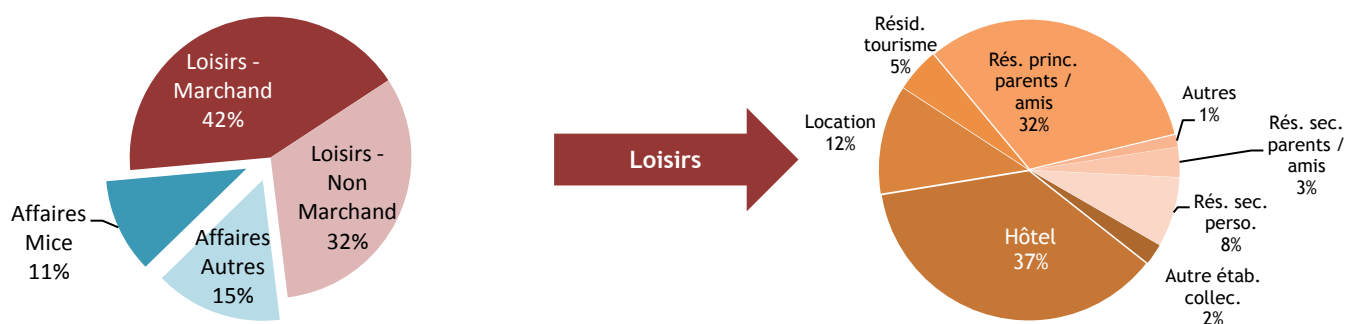 Loisirs -
Marchand
42%
Loisirs -
Non
Marchand
32%
Affaires
Autres
15%
Affaires
Mice
11%
Loisirs
Résid.
tourisme
5%
Rés. princ.
parents /
amis
32%
Autres
1%
Rés. sec.
parents /
amis
3%
Rés. sec.
perso.
8%
Autre étab.
collec.
2%
Hôtel
37%
Location
12%